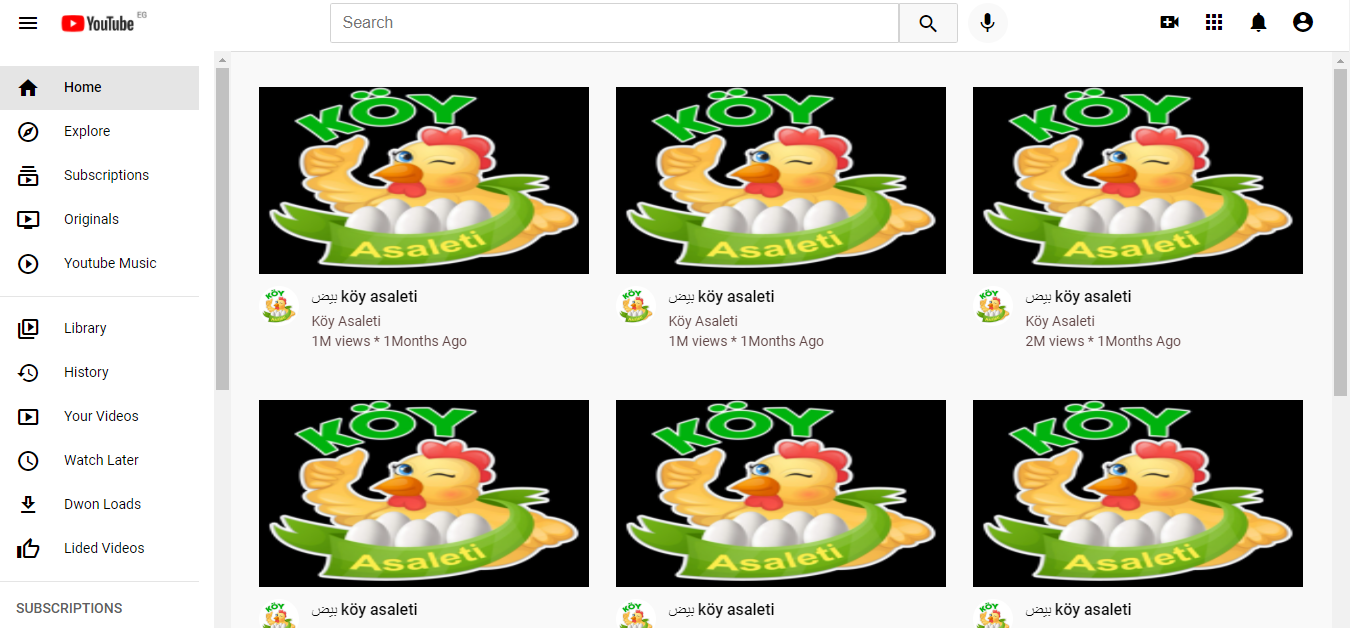 YouTube EG
Search
Home
Explore
Subscriptions
Originals
Youtube Music
Library
History
Your Videos
Watch Later
Dwon Loads
Lided Videos
SUBSCRIPTIONS
KÖY
Asaleti
KÖY
Asaleti
KÖY
Asaleti
بيض köy asaleti
Köy Asaleti
1M views * 1Months Ago
بيض köy asaleti
Köy Asaleti
1M views * 1Months Ago
بيض köy asaleti
Köy Asaleti
2M views * 1Months Ago
KÖY
Asaleti
KÖY
Asaleti
KÖY
Asaleti
بيض köy asaleti
بيض köy asaleti
بيض köy asaleti